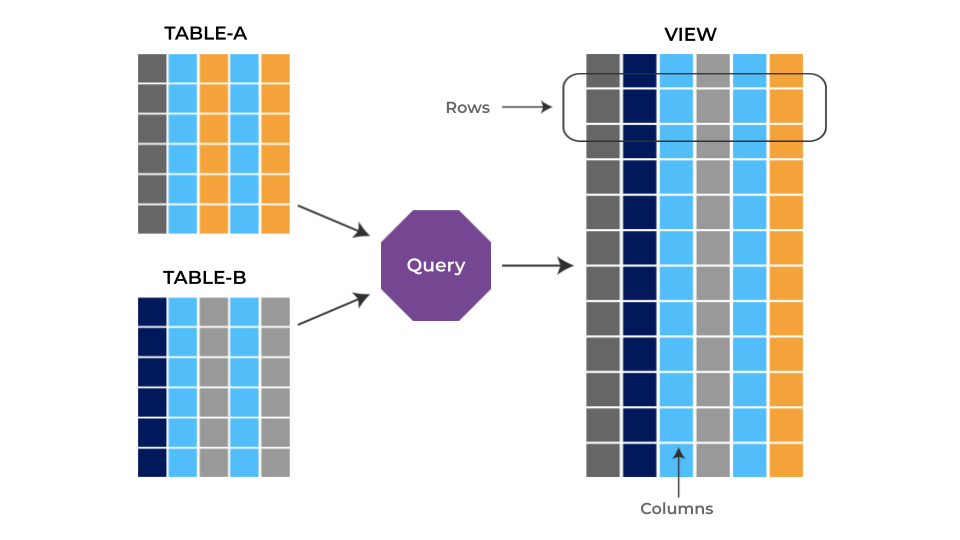 TABLE-A
VIEW
Rows
Query
TABLE-B
Columns